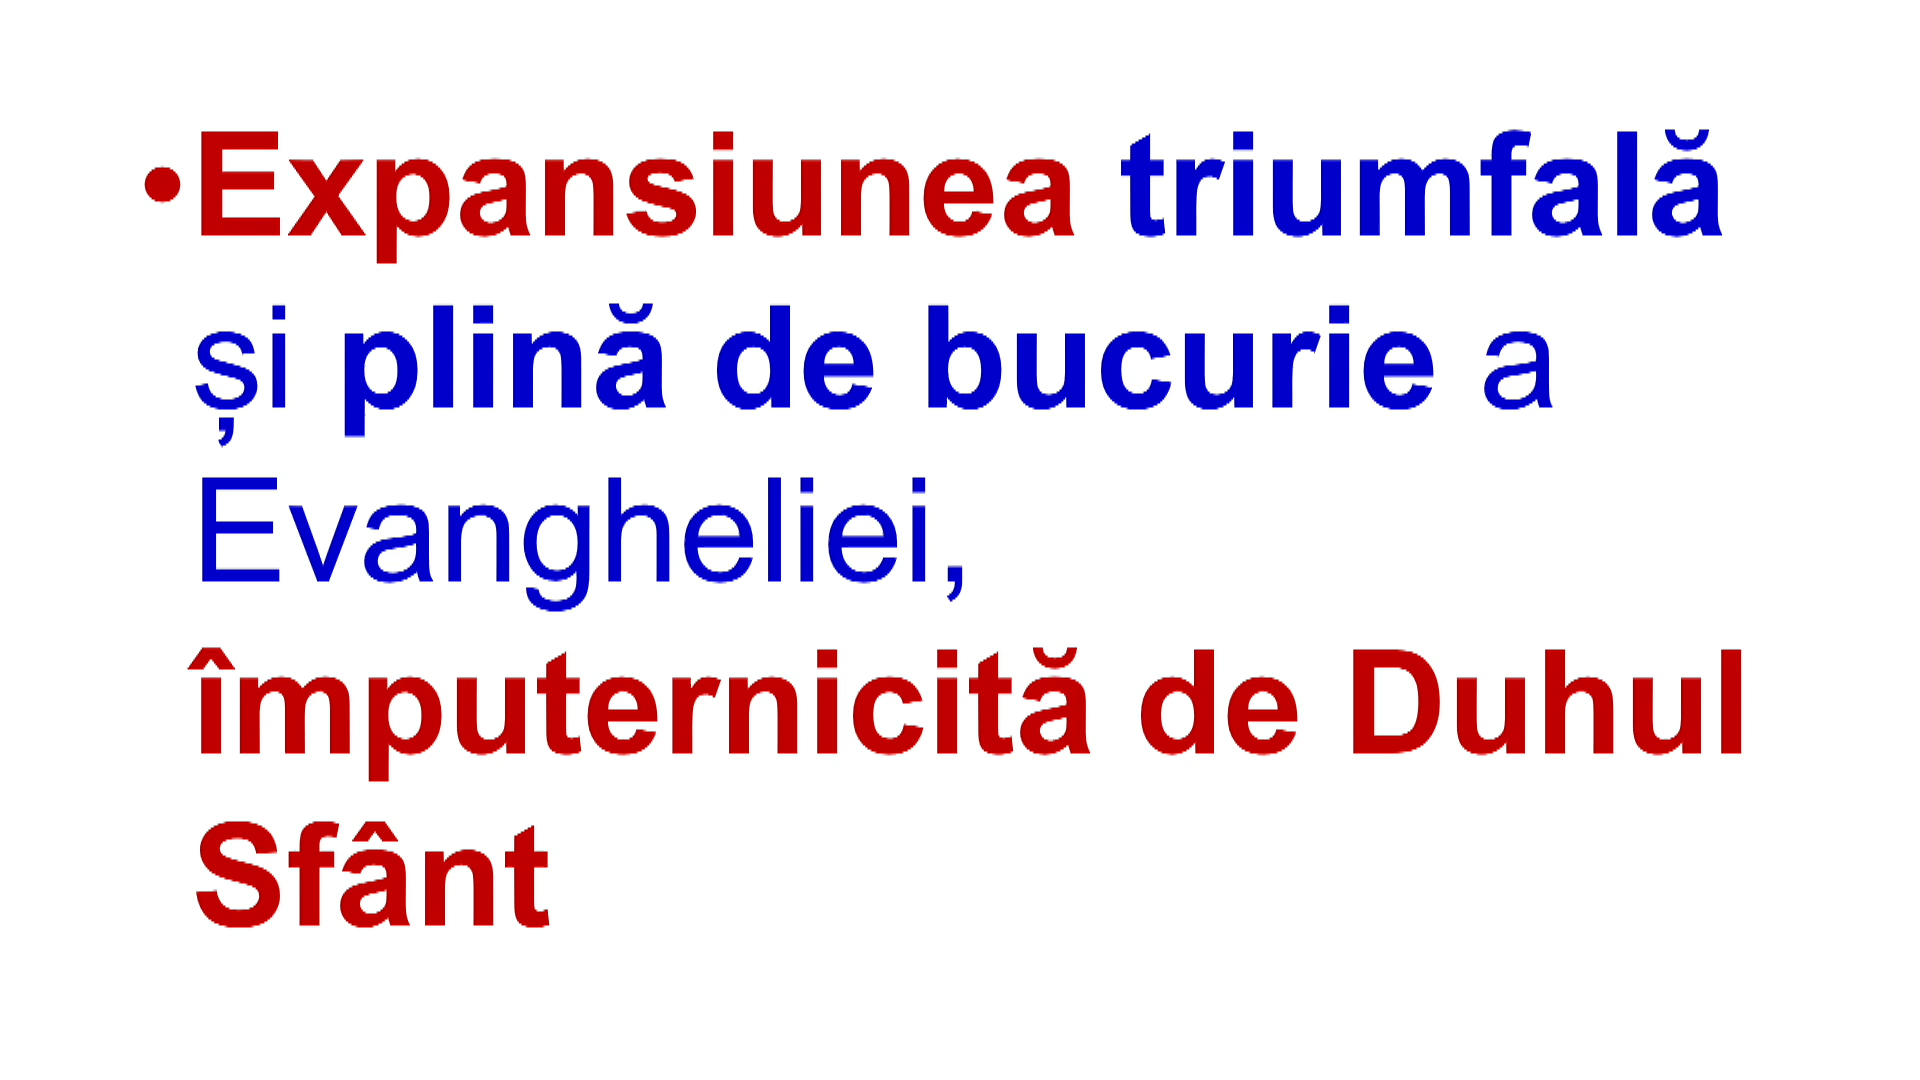 •Expansiunea triumfală
și plină de bucurie a
Evangheliei,
împuternicită de Duhul
Sfânt